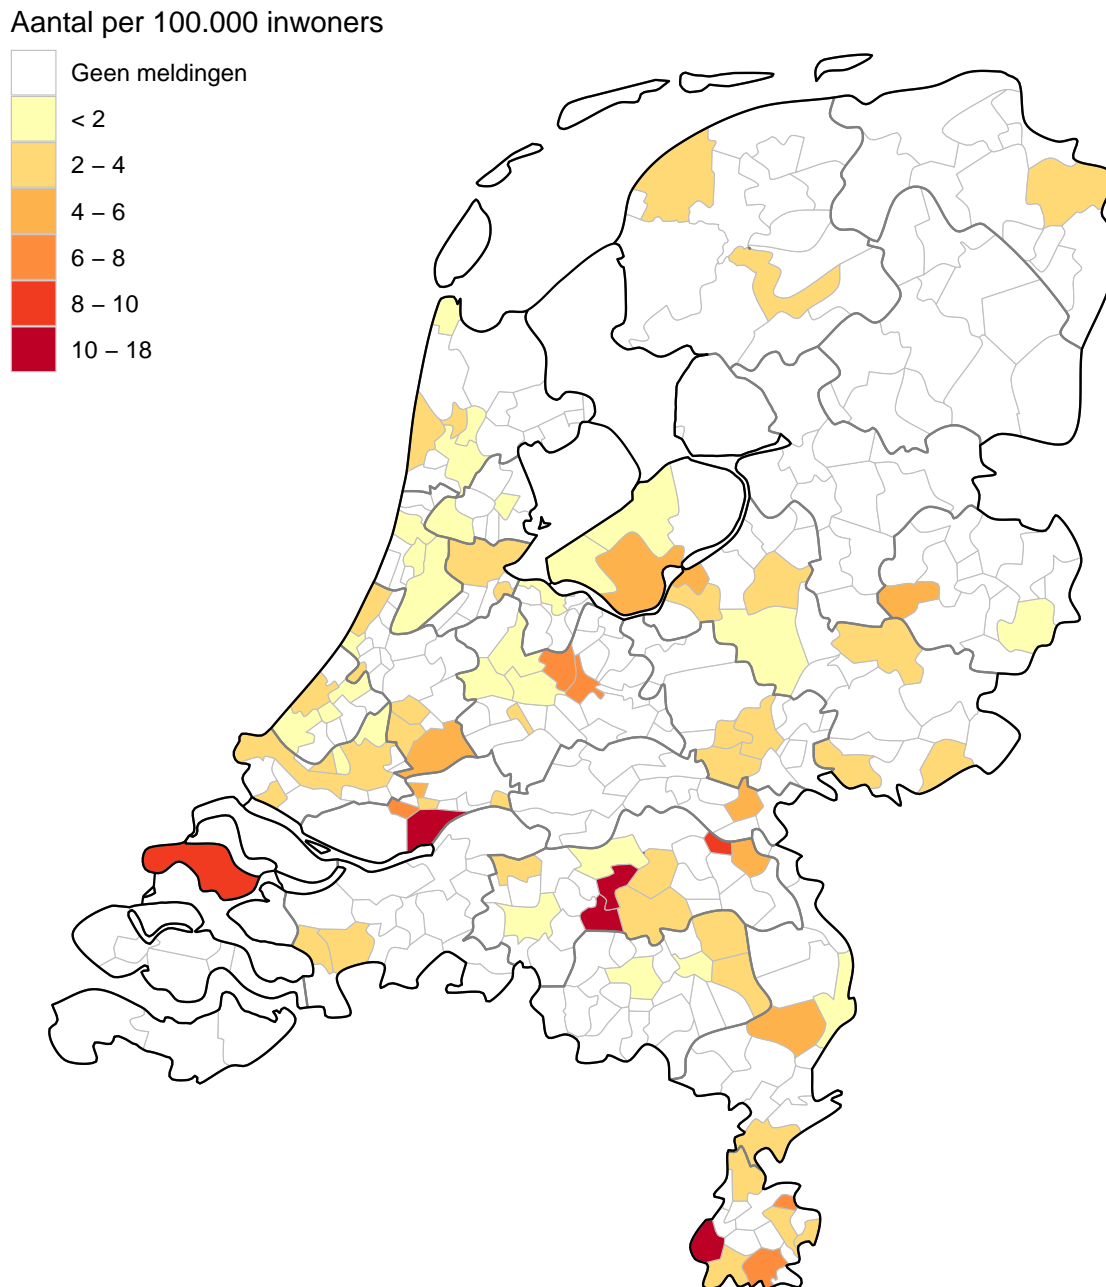 Aantal per 100.000 inwoners
Geen meldingen
< 2
2 – 4
4 – 6
6 – 8
8 – 10
10 – 18